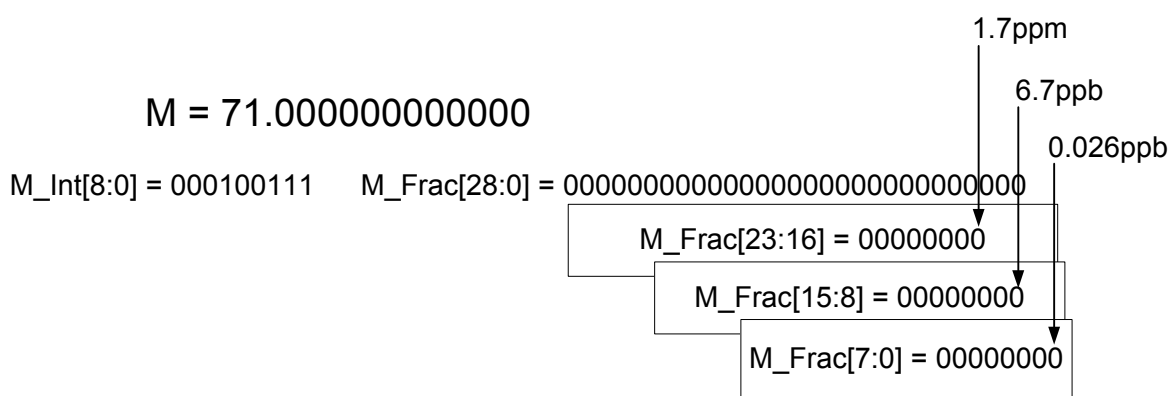 1.7ppm
6.7ppb
M = 71.000000000000
0.026ppb
M_Int[8:0] = 000100111 M_Frac[28:0] = 00000000000000000000000000000
M_Frac[23:16] = 00000000
M_Frac[15:8] = 00000000
M_Frac[7:0] = 00000000